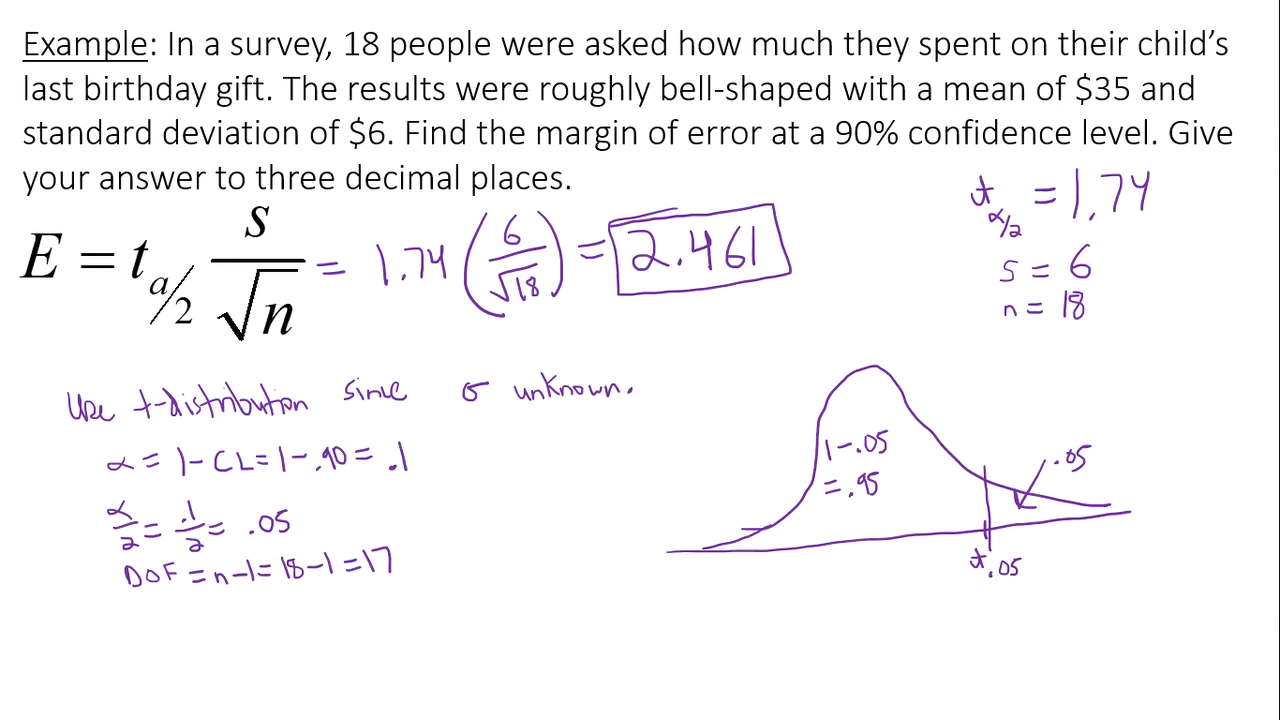 Example: In a survey, 18 people were asked how much they spent on their child’s
last birthday gift. The results were roughly bell-shaped with a mean of $35 and
standard deviation of $6. Find the margin of error at a 90% confidence level. Give
your answer to three decimal places.
E = t_a/2 s/√n = 1.74 (6/√18) = 2.461
t_α/2 = 1.74
s = 6
n = 18
Use t-distribution since σ unknown.
α = 1 - CL = 1 - .90 = .1
α/2 = .1/2 = .05
DOF = n-1 = 18-1 = 17
1-.05
= .95
.05
t.05